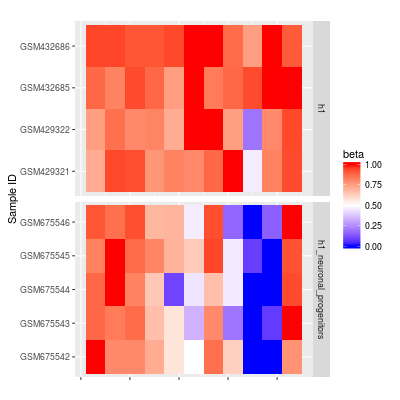 Sample ID
GSM432686
GSM432685
GSM429322
GSM429321
h1
GSM675546
GSM675545
GSM675544
GSM675543
GSM675542
h1_neuronal_progenitors
beta
1.00
0.75
0.50
0.25
0.00